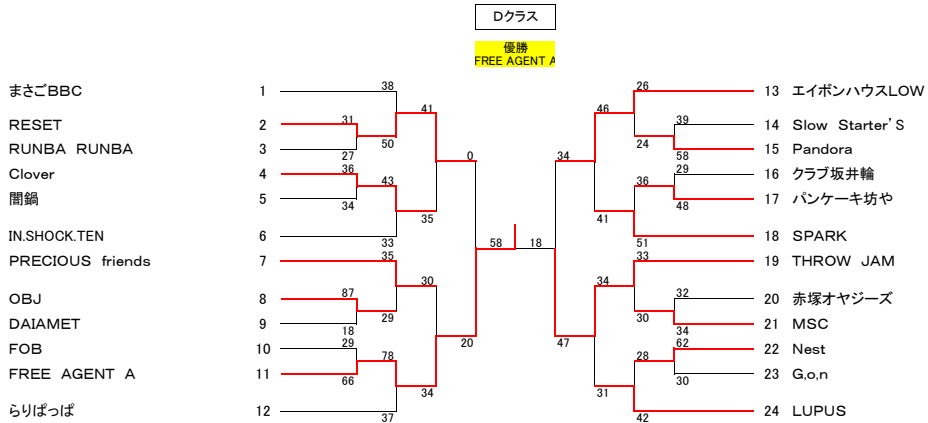 Dクラス
優勝
FREE AGENT A
まさごBBC 1
RESET 2
RUNBA RUNBA 3
Clover 4
闇鍋 5
IN.SHOCK.TEN 6
PRECIOUS friends 7
OBJ 8
DAIAMET 9
FOB 10
FREE AGENT A 11
らりぱっぱ 12
38
31
27
50
36
34
43
33
41
35
0
35
87
18
29
29
66
78
37
30
34
20
58
18
34
47
46
41
26
39
24
58
29
36
48
51
34
31
33
32
30
34
62
28
30
42
13 エイボンハウスLOW
14 Slow Starter'S
15 Pandora
16 クラブ坂井輪
17 パンケーキ坊や
18 SPARK
19 THROW JAM
20 赤塚オヤジーズ
21 MSC
22 Nest
23 G,o,n
24 LUPUS